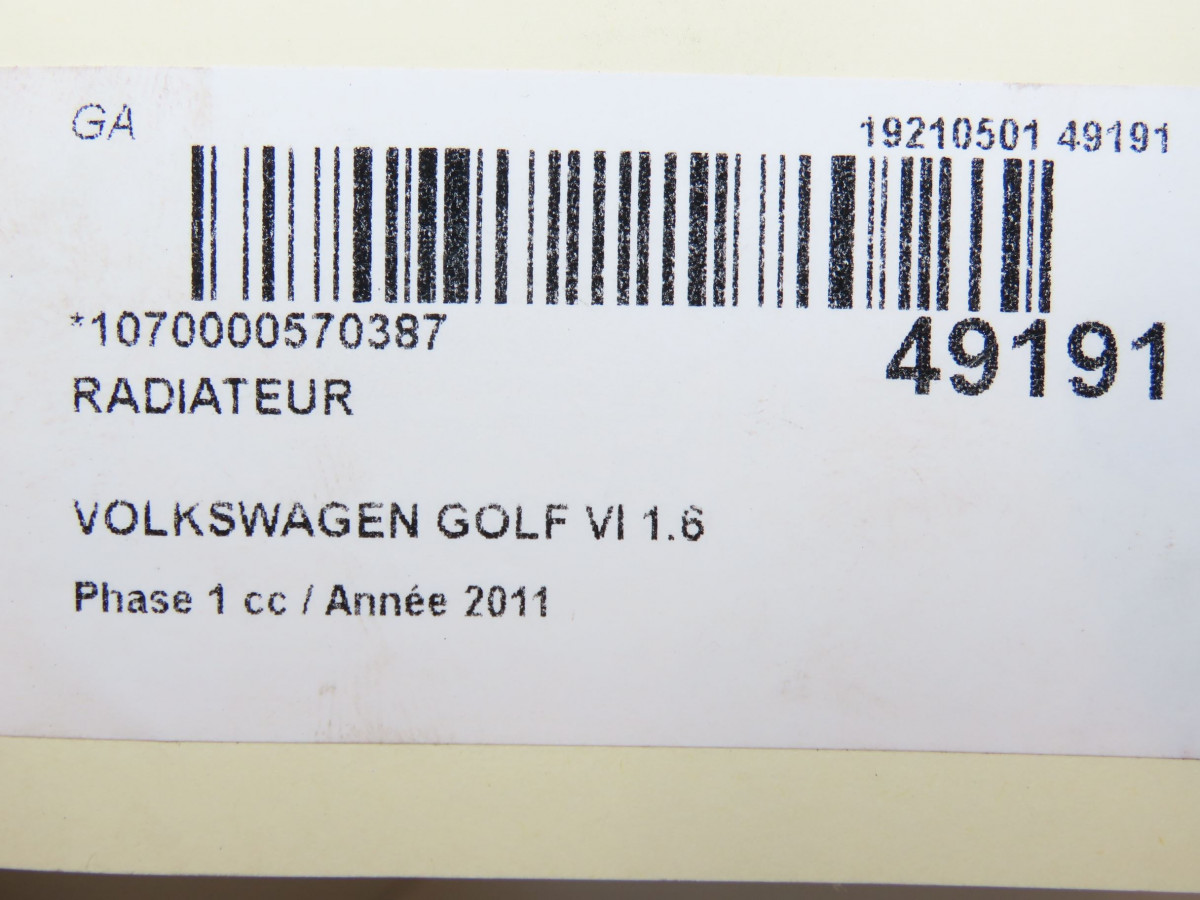 GA
19210501 49191
*1070000570387
49191
RADIATEUR
VOLKSWAGEN GOLF VI 1.6
Phase 1 cc / Année 2011